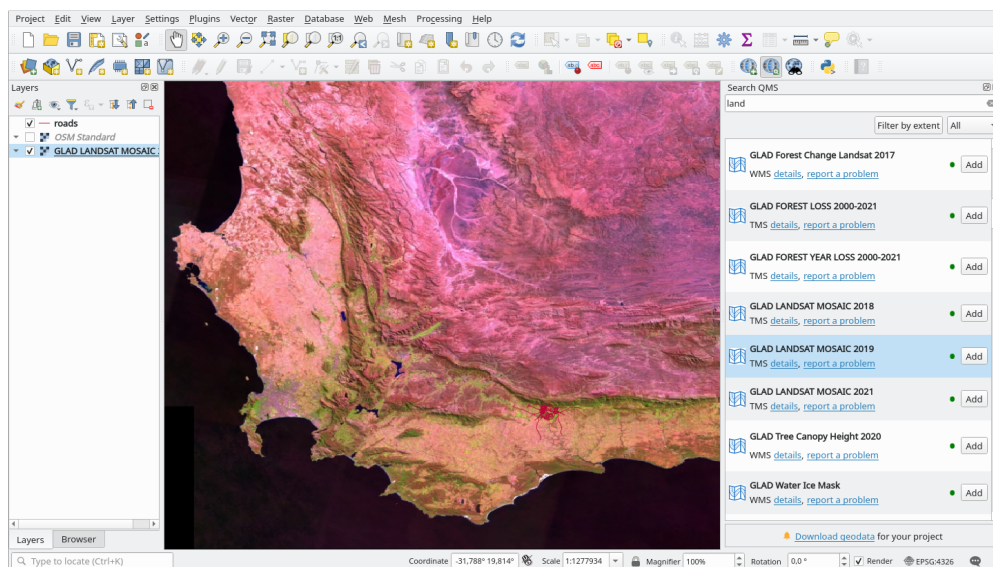 Project Edit View Layer Settings Plugins Vector Raster Database Web Mesh Processing Help
Layers
roads
OSM Standard
GLAD LANDSAT MOSAIC
Layers Browser
Search QMS
land
Filter by extent All
GLAD Forest Change Landsat 2017
WMS details, report a problem
Add
GLAD FOREST LOSS 2000-2021
TMS details, report a problem
Add
GLAD FOREST YEAR LOSS 2000-2021
TMS details, report a problem
Add
GLAD LANDSAT MOSAIC 2018
TMS details, report a problem
Add
GLAD LANDSAT MOSAIC 2019
TMS details, report a problem
Add
GLAD LANDSAT MOSAIC 2021
TMS details, report a problem
Add
GLAD Tree Canopy Height 2020
WMS details, report a problem
Add
GLAD Water Ice Mask
WMS details, report a problem
Add
Download geodata for your project
Type to locate (Ctrl+K) Coordinate -31,788° 19,814° Scale 1:1277934 Magnifier 100% Rotation 0,0 ° Render EPSG:4326